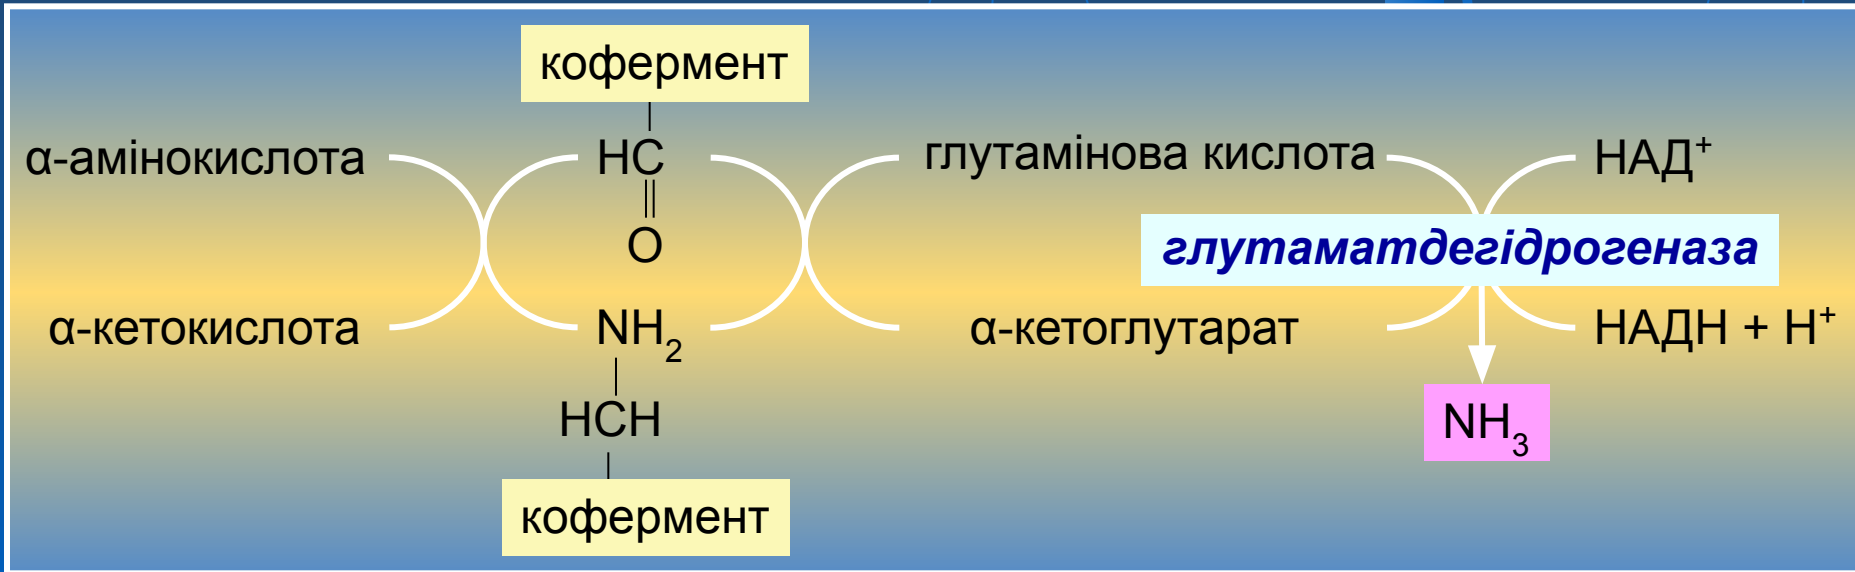 кофермент
α-амінокислота HC глутамінова кислота НАД⁺
O
глутаматдегідрогеназа
α-кетокислота NH₂ α-кетоглутарат НАДН + Н⁺
HCH NH₃
кофермент